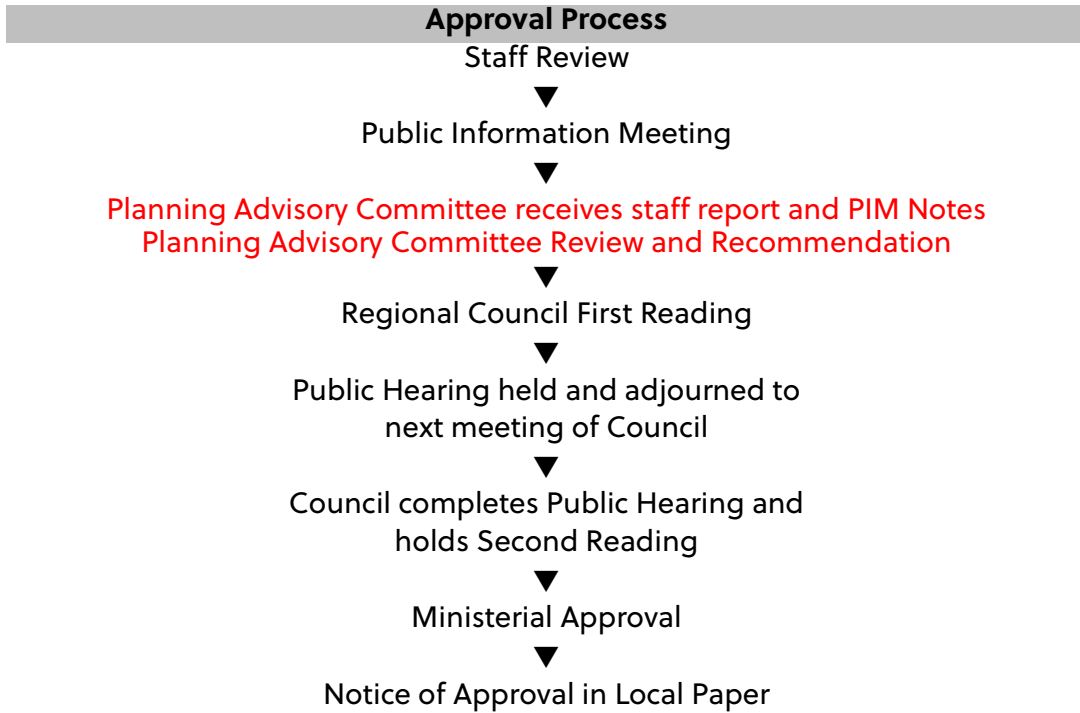 Approval Process
Staff Review
Public Information Meeting
Planning Advisory Committee receives staff report and PIM Notes
Planning Advisory Committee Review and Recommendation
Regional Council First Reading
Public Hearing held and adjourned to
next meeting of Council
Council completes Public Hearing and
holds Second Reading
Ministerial Approval
Notice of Approval in Local Paper